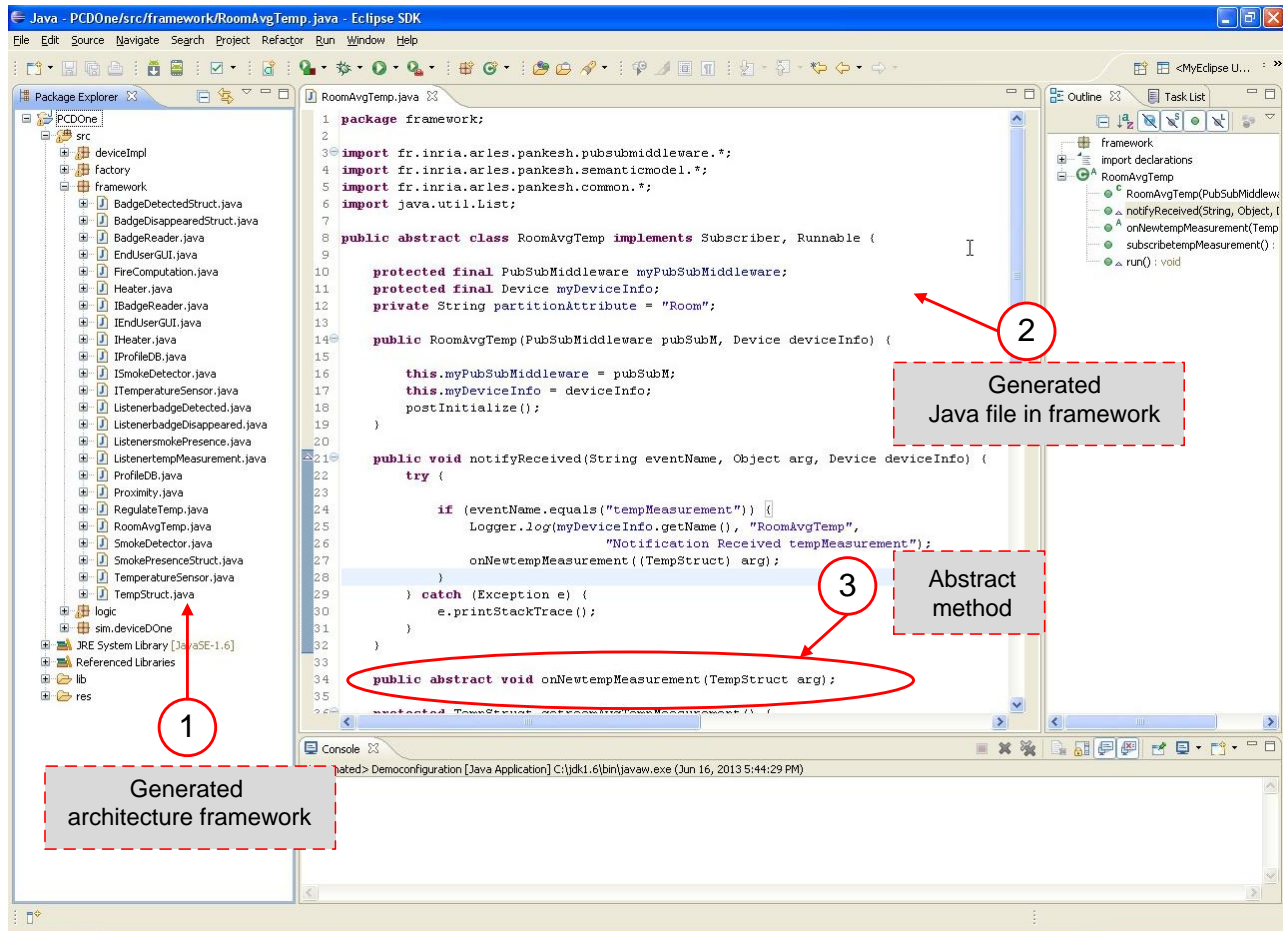 Java - PCDOne/src/framework/RoomAvgTemp.java - Eclipse SDK
File Edit Source Navigate Search Project Refactor Run Window Help
<MyEclipse U...
Package Explorer
PCDOne
src
deviceImpl
factory
framework
BadgeDetectedStruct.java
BadgeDisappearedStruct.java
BadgeReader.java
EndUserGUI.java
FireComputation.java
Heater.java
IBadgeReader.java
IEndUserGUI.java
IHeater.java
IProfileDB.java
ISmokeDetector.java
ITemperatureSensor.java
ListenerbadgeDetected.java
ListenerbadgeDisappeared.java
ListenersmokePresence.java
ListenertempMeasurement.java
ProfileDB.java
Proximity.java
RegulateTemp.java
RoomAvgTemp.java
SmokeDetector.java
SmokePresenceStruct.java
TemperatureSensor.java
TempStruct.java
logic
sim.deviceDOne
JRE System Library [JavaSE-1.6]
Referenced Libraries
lib
res
1
Generated
architecture framework
RoomAvgTemp.java
1 package framework;
2
3 import fr.inria.arles.pankesh.pubsubmiddleware.*;
4 import fr.inria.arles.pankesh.semanticmodel.*;
5 import fr.inria.arles.pankesh.common.*;
6 import java.util.List;
7
8 public abstract class RoomAvgTemp implements Subscriber, Runnable {
9
10 protected final PubSubMiddleware myPubSubMiddleware;
11 protected final Device myDeviceInfo;
12 private String partitionAttribute = "Room";
13
14 public RoomAvgTemp(PubSubMiddleware pubSubM, Device deviceInfo) {
15
16 this.myPubSubMiddleware = pubSubM;
17 this.myDeviceInfo = deviceInfo;
18 postInitialize();
19 }
20
21 public void notifyReceived(String eventName, Object arg, Device deviceInfo) {
22 try {
23
24 if (eventName.equals("tempMeasurement")) {
25 Logger.log(myDeviceInfo.getName(), "RoomAvgTemp",
26 "Notification Received tempMeasurement");
27 onNewtempMeasurement((TempStruct) arg);
28 }
29 } catch (Exception e) {
30 e.printStackTrace();
31 }
32 }
33
34 public abstract void onNewtempMeasurement(TempStruct arg);
35
36 protected TempStruct getroomAvgTempMeasurement() {
2
Generated
Java file in framework
3
Abstract
method
Outline
Task List
framework
import declarations
RoomAvgTemp
RoomAvgTemp(PubSubMiddlewa
notifyReceived(String, Object, D
onNewtempMeasurement(Temp
subscribetempMeasurement() :
run() : void
Console
nated> Democonfiguration [Java Application] C:\jdk1.6\bin\javaw.exe (Jun 16, 2013 5:44:29 PM)